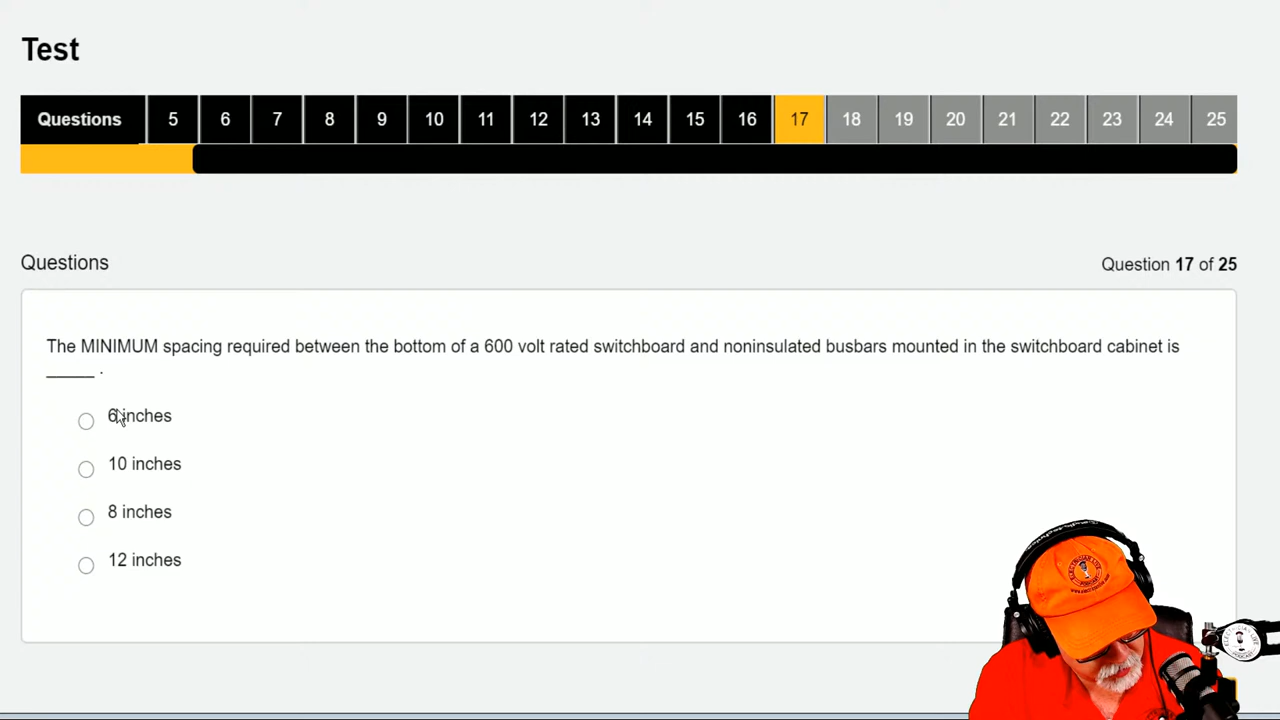 Test
Questions 5 6 7 8 9 10 11 12 13 14 15 16 17 18 19 20 21 22 23 24 25
Questions
Question 17 of 25
The MINIMUM spacing required between the bottom of a 600 volt rated switchboard and noninsulated busbars mounted in the switchboard cabinet is
_____ .
6 inches
10 inches
8 inches
12 inches